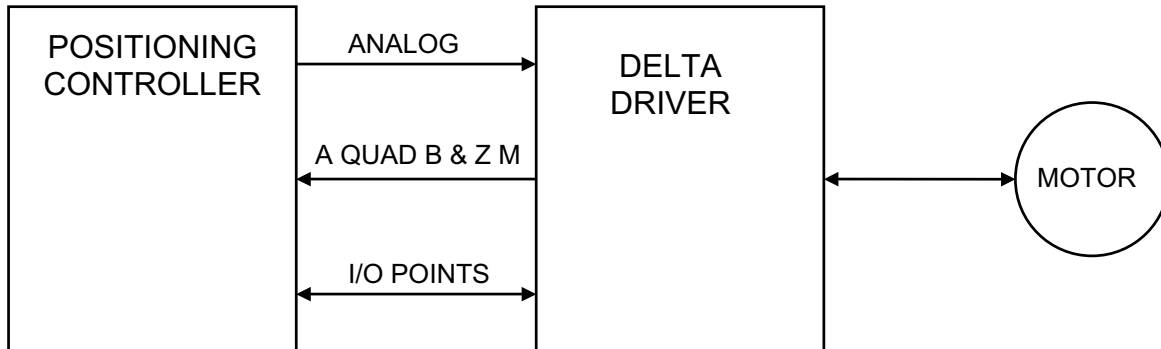 POSITIONING
CONTROLLER
ANALOG
A QUAD B & Z M
I/O POINTS
DELTA
DRIVER
MOTOR